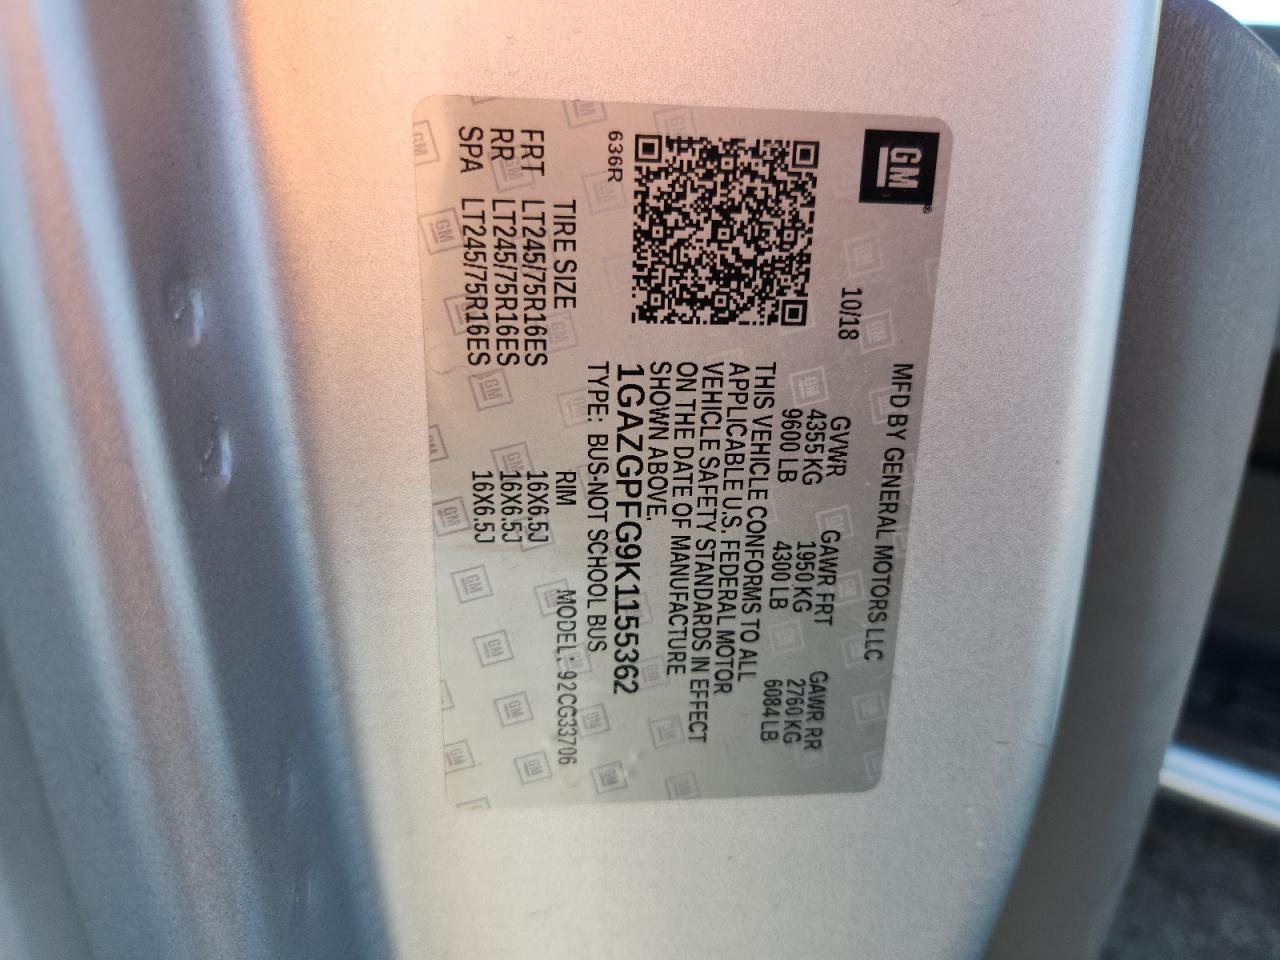 GM®
MFD BY GENERAL MOTORS LLC
10/18
GVWR GAWR FRT GAWR RR
4355 KG 1950 KG 2760 KG
9600 LB 4300 LB 6084 LB
THIS VEHICLE CONFORMS TO ALL
APPLICABLE U.S. FEDERAL MOTOR
VEHICLE SAFETY STANDARDS IN EFFECT
ON THE DATE OF MANUFACTURE
SHOWN ABOVE.
1GAZGPFG9K1155362
636R
TYPE: BUS-NOT SCHOOL BUS
TIRE SIZE RIM MODEL: 92CG33706
FRT LT245/75R16ES 16X6.5J
RR LT245/75R16ES 16X6.5J
SPA LT245/75R16ES 16X6.5J